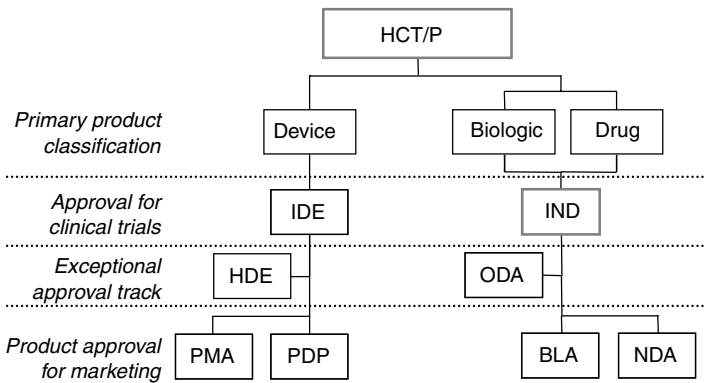 HCT/P
Primary product
classification
Device
Biologic
Drug
Approval for
clinical trials
IDE
IND
Exceptional
approval track
HDE
ODA
Product approval
for marketing
PMA
PDP
BLA
NDA